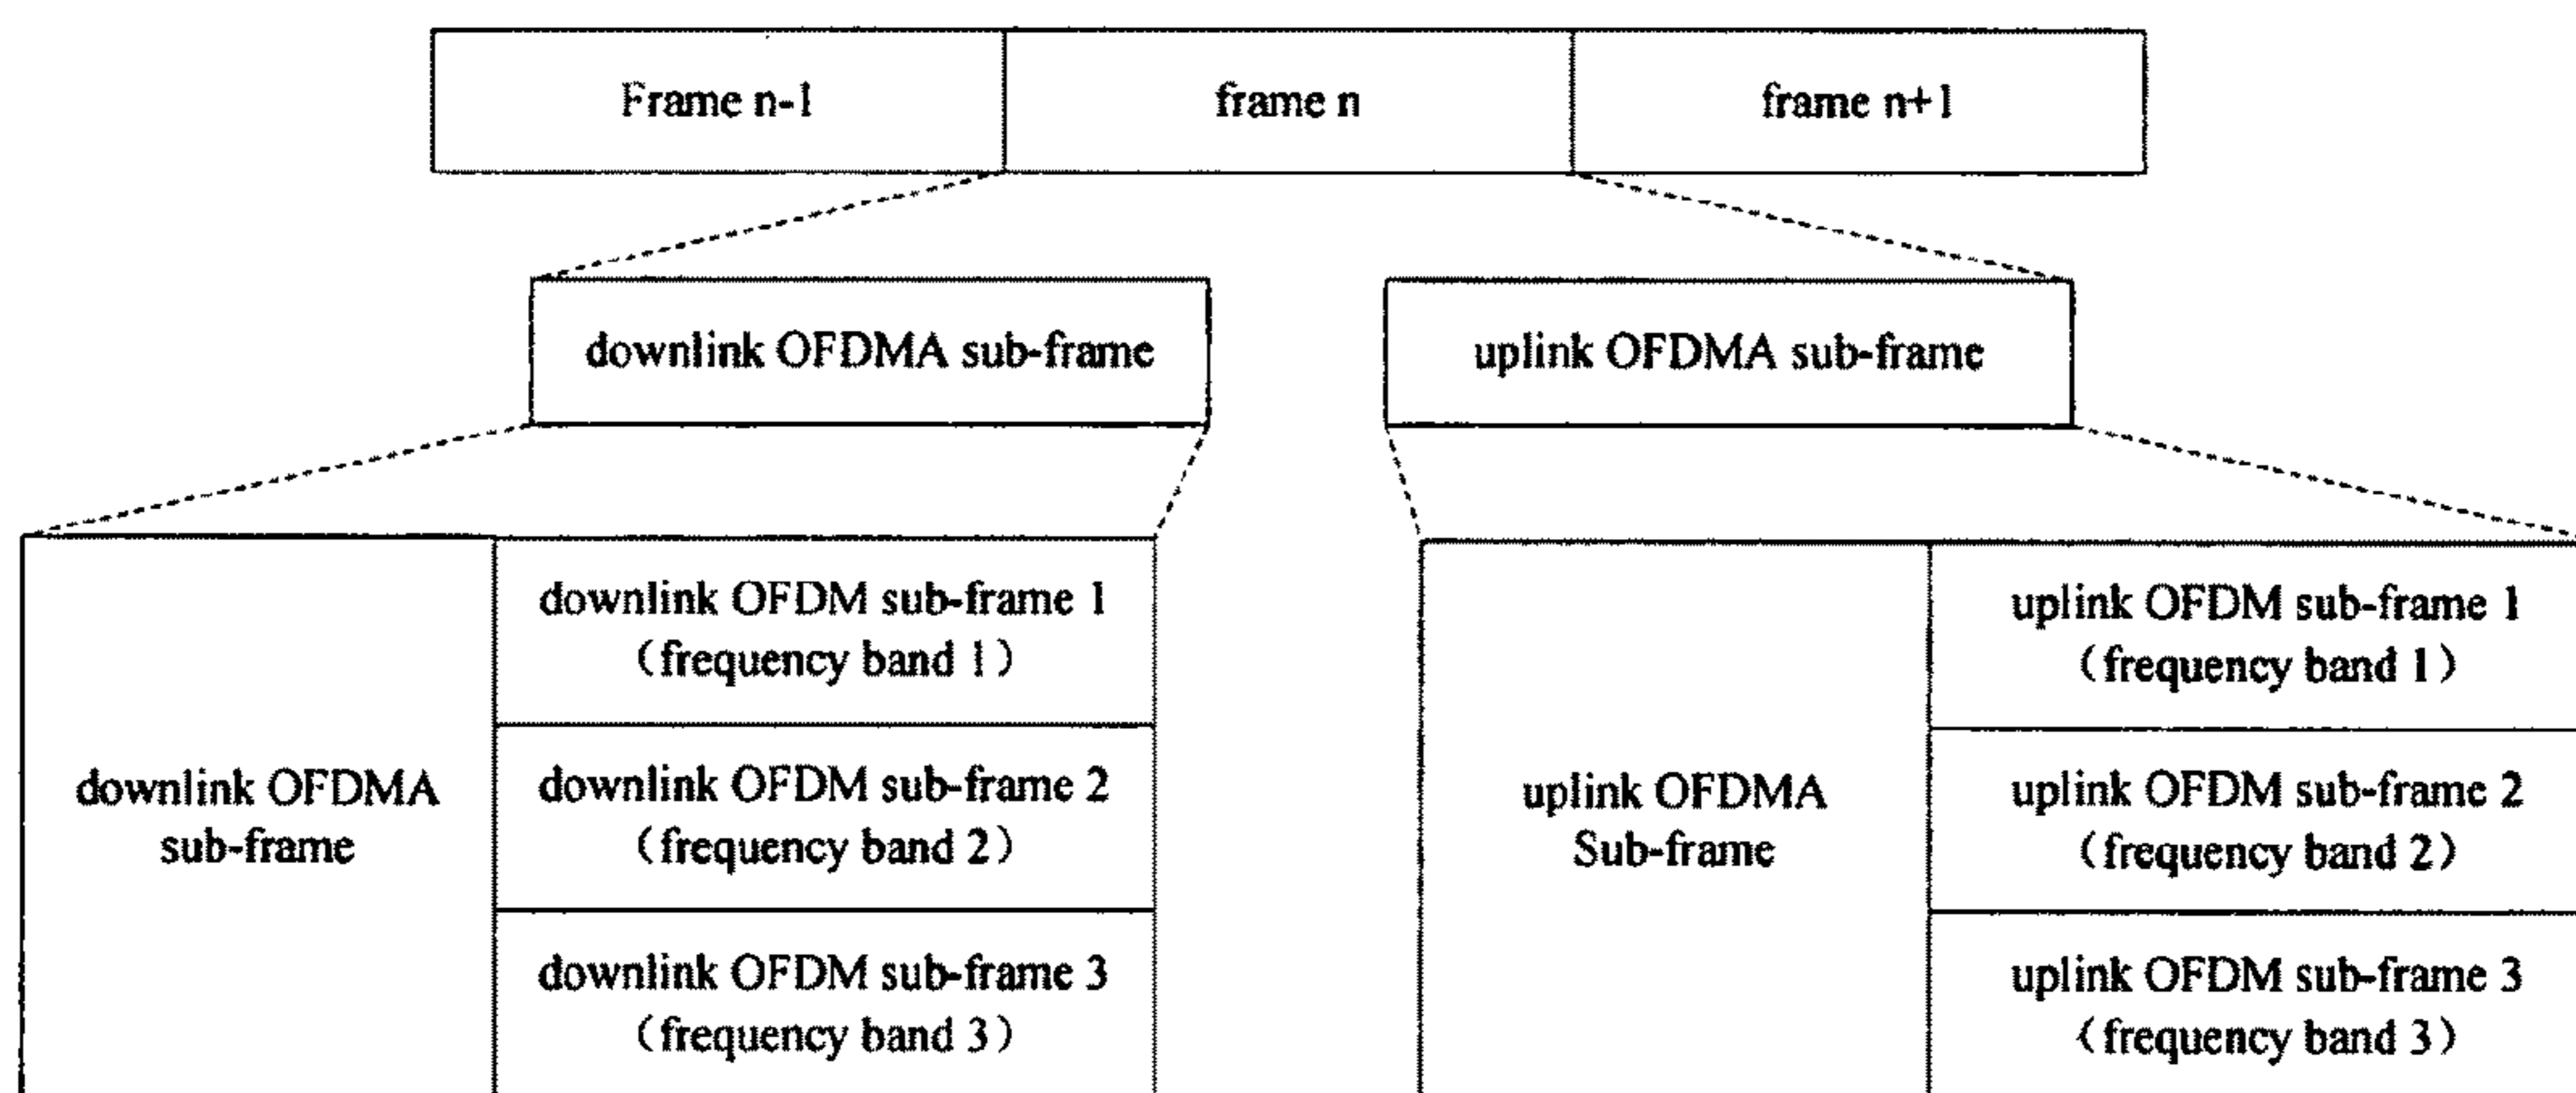 Frame n-1
frame n
frame n+1
downlink OFDMA sub-frame
uplink OFDMA sub-frame
downlink OFDMA
sub-frame
downlink OFDM sub-frame 1
（frequency band 1）
downlink OFDM sub-frame 2
（frequency band 2）
downlink OFDM sub-frame 3
（frequency band 3）
uplink OFDMA
Sub-frame
uplink OFDM sub-frame 1
（frequency band 1）
uplink OFDM sub-frame 2
（frequency band 2）
uplink OFDM sub-frame 3
（frequency band 3）